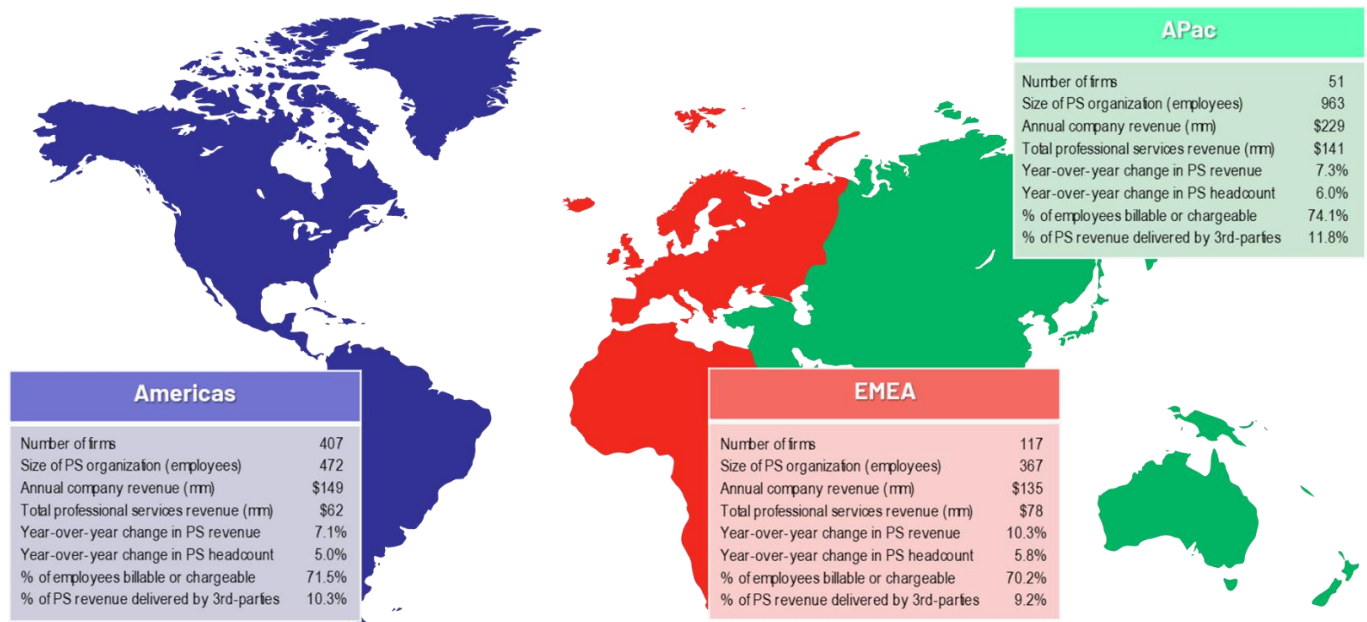 APac
Number of firms 51
Size of PS organization (employees) 963
Annual company revenue (mm) $229
Total professional services revenue (mm) $141
Year-over-year change in PS revenue 7.3%
Year-over-year change in PS headcount 6.0%
% of employees billable or chargeable 74.1%
% of PS revenue delivered by 3rd-parties 11.8%
Americas
Number of firms 407
Size of PS organization (employees) 472
Annual company revenue (mm) $149
Total professional services revenue (mm) $62
Year-over-year change in PS revenue 7.1%
Year-over-year change in PS headcount 5.0%
% of employees billable or chargeable 71.5%
% of PS revenue delivered by 3rd-parties 10.3%
EMEA
Number of firms 117
Size of PS organization (employees) 367
Annual company revenue (mm) $135
Total professional services revenue (mm) $78
Year-over-year change in PS revenue 10.3%
Year-over-year change in PS headcount 5.8%
% of employees billable or chargeable 70.2%
% of PS revenue delivered by 3rd-parties 9.2%